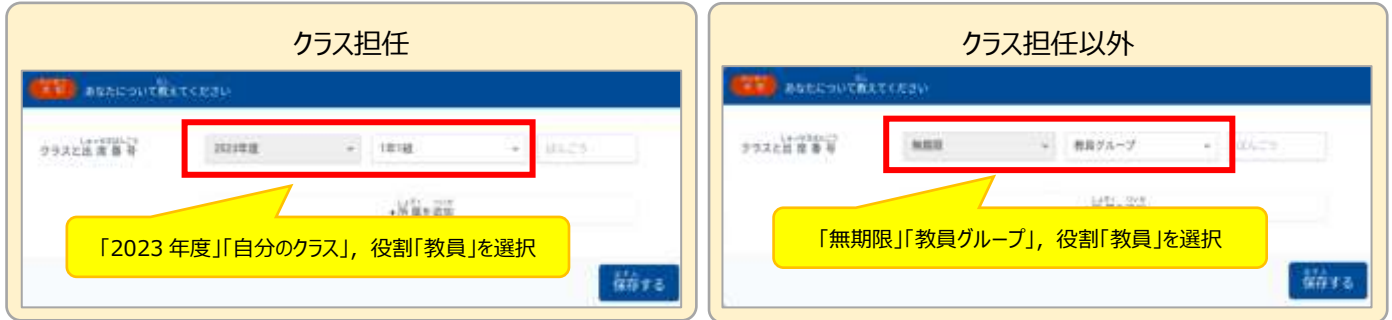 クラス担任
あなたについて教えてください
クラスと出席番号
2023年度
1年1組
ばんごう
+所属を追加
「2023 年度」「自分のクラス」，役割「教員」を選択
保存する
クラス担任以外
あなたについて教えてください
クラスと出席番号
無期限
教員グループ
ばんごう
「無期限」「教員グループ」，役割「教員」を選択
保存する